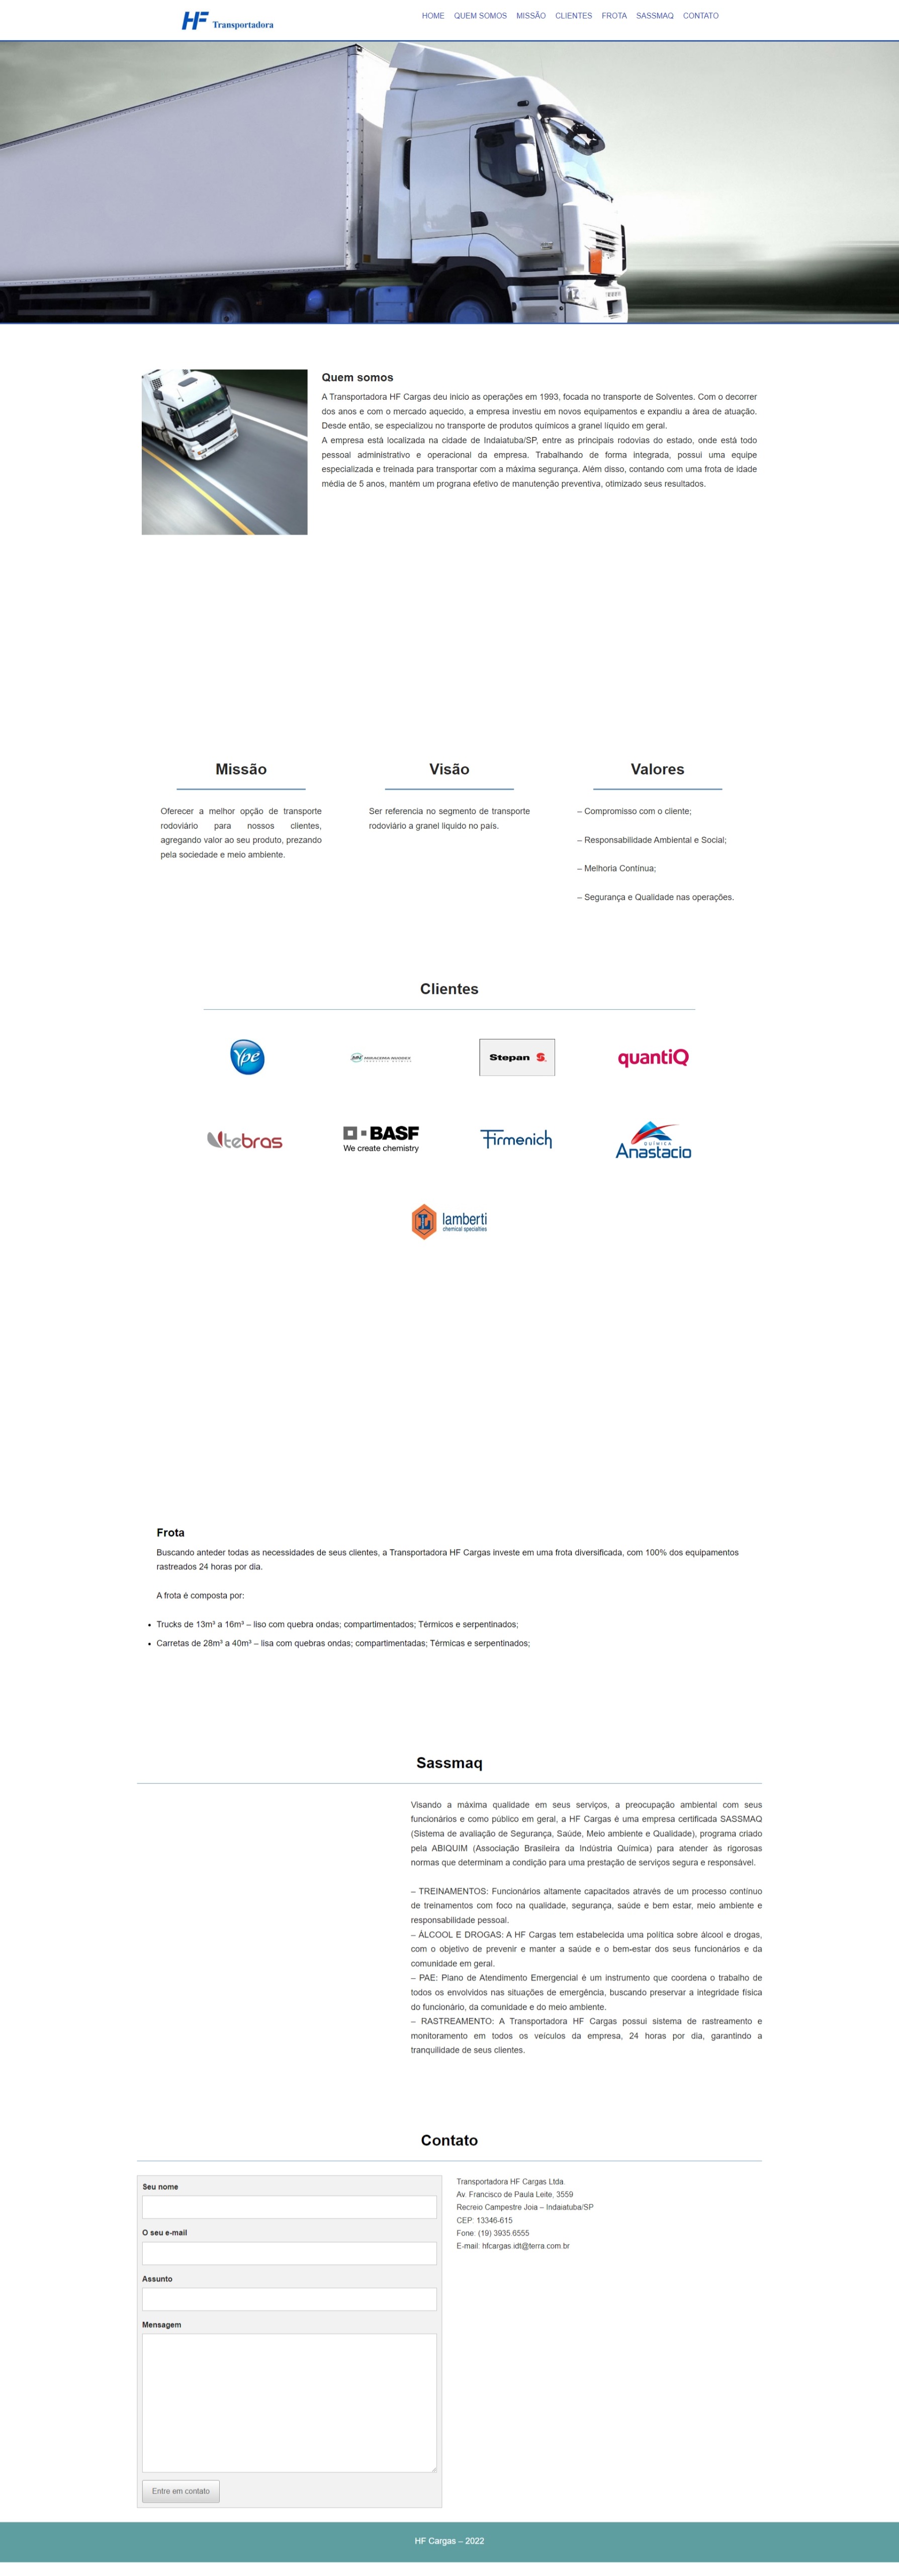 HF Transportadora
HOME QUEM SOMOS MISSÃO CLIENTES FROTA SASSMAQ CONTATO
Quem somos
A Transportadora HF Cargas deu início as operações em 1993, focada no transporte de Solventes. Com o decorrer
dos anos e com o mercado aquecido, a empresa investiu em novos equipamentos e expandiu a área de atuação.
Desde então, se especializou no transporte de produtos químicos a granel líquido em geral.
A empresa está localizada na cidade de Indaiatuba/SP, entre as principais rodovias do estado, onde está todo
pessoal administrativo e operacional da empresa. Trabalhando de forma integrada, possui uma equipe
especializada e treinada para transportar com a máxima segurança. Além disso, contando com uma frota de idade
média de 5 anos, mantém um prograna efetivo de manutenção preventiva, otimizado seus resultados.
Missão
Oferecer a melhor opção de transporte
rodoviário para nossos clientes,
agregando valor ao seu produto, prezando
pela sociedade e meio ambiente.
Visão
Ser referencia no segmento de transporte
rodoviário a granel liquido no país.
Valores
– Compromisso com o cliente;
– Responsabilidade Ambiental e Social;
– Melhoria Contínua;
– Segurança e Qualidade nas operações.
Clientes
Ypê
Stepan S
quantiQ
tebras
BASF
We create chemistry
Firmenich
QUÍMICA
Anastacio
lamberti
chemical specialties
Frota
Buscando anteder todas as necessidades de seus clientes, a Transportadora HF Cargas investe em uma frota diversificada, com 100% dos equipamentos
rastreados 24 horas por dia.
A frota é composta por:
• Trucks de 13m³ a 16m³ – liso com quebra ondas; compartimentados; Térmicos e serpentinados;
• Carretas de 28m³ a 40m³ – lisa com quebras ondas; compartimentadas; Térmicas e serpentinados;
Sassmaq
Visando a máxima qualidade em seus serviços, a preocupação ambiental com seus
funcionários e como público em geral, a HF Cargas é uma empresa certificada SASSMAQ
(Sistema de avaliação de Segurança, Saúde, Meio ambiente e Qualidade), programa criado
pela ABIQUIM (Associação Brasileira da Indústria Química) para atender às rigorosas
normas que determinam a condição para uma prestação de serviços segura e responsável.
– TREINAMENTOS: Funcionários altamente capacitados através de um processo contínuo
de treinamentos com foco na qualidade, segurança, saúde e bem estar, meio ambiente e
responsabilidade pessoal.
– ÁLCOOL E DROGAS: A HF Cargas tem estabelecida uma política sobre álcool e drogas,
com o objetivo de prevenir e manter a saúde e o bem-estar dos seus funcionários e da
comunidade em geral.
– PAE: Plano de Atendimento Emergencial é um instrumento que coordena o trabalho de
todos os envolvidos nas situações de emergência, buscando preservar a integridade física
do funcionário, da comunidade e do meio ambiente.
– RASTREAMENTO: A Transportadora HF Cargas possui sistema de rastreamento e
monitoramento em todos os veículos da empresa, 24 horas por dia, garantindo a
tranquilidade de seus clientes.
Contato
Seu nome
O seu e-mail
Assunto
Mensagem
Entre em contato
Transportadora HF Cargas Ltda.
Av. Francisco de Paula Leite, 3559
Recreio Campestre Joia – Indaiatuba/SP
CEP: 13346-615
Fone: (19) 3935.6555
E-mail: hfcargas.idt@terra.com.br
HF Cargas – 2022